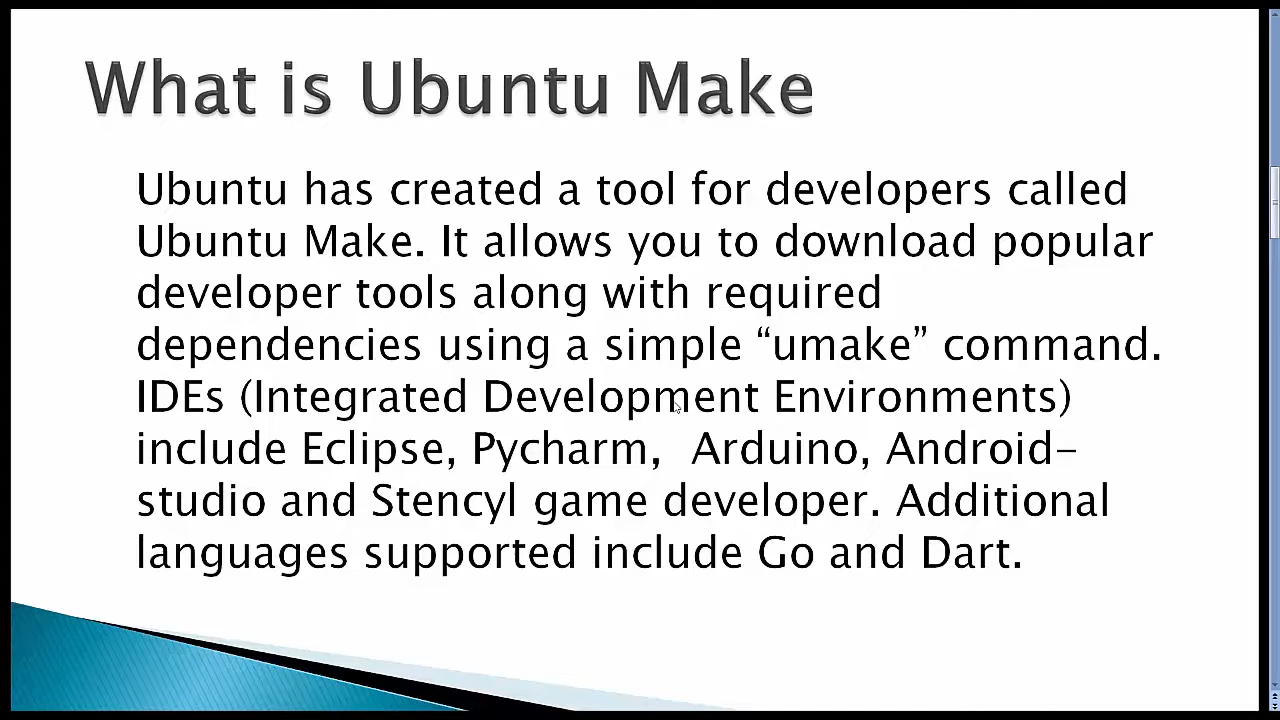 What is Ubuntu Make
Ubuntu has created a tool for developers called
Ubuntu Make. It allows you to download popular
developer tools along with required
dependencies using a simple “umake” command.
IDEs (Integrated Development Environments)
include Eclipse, Pycharm,  Arduino, Android-
studio and Stencyl game developer. Additional
languages supported include Go and Dart.